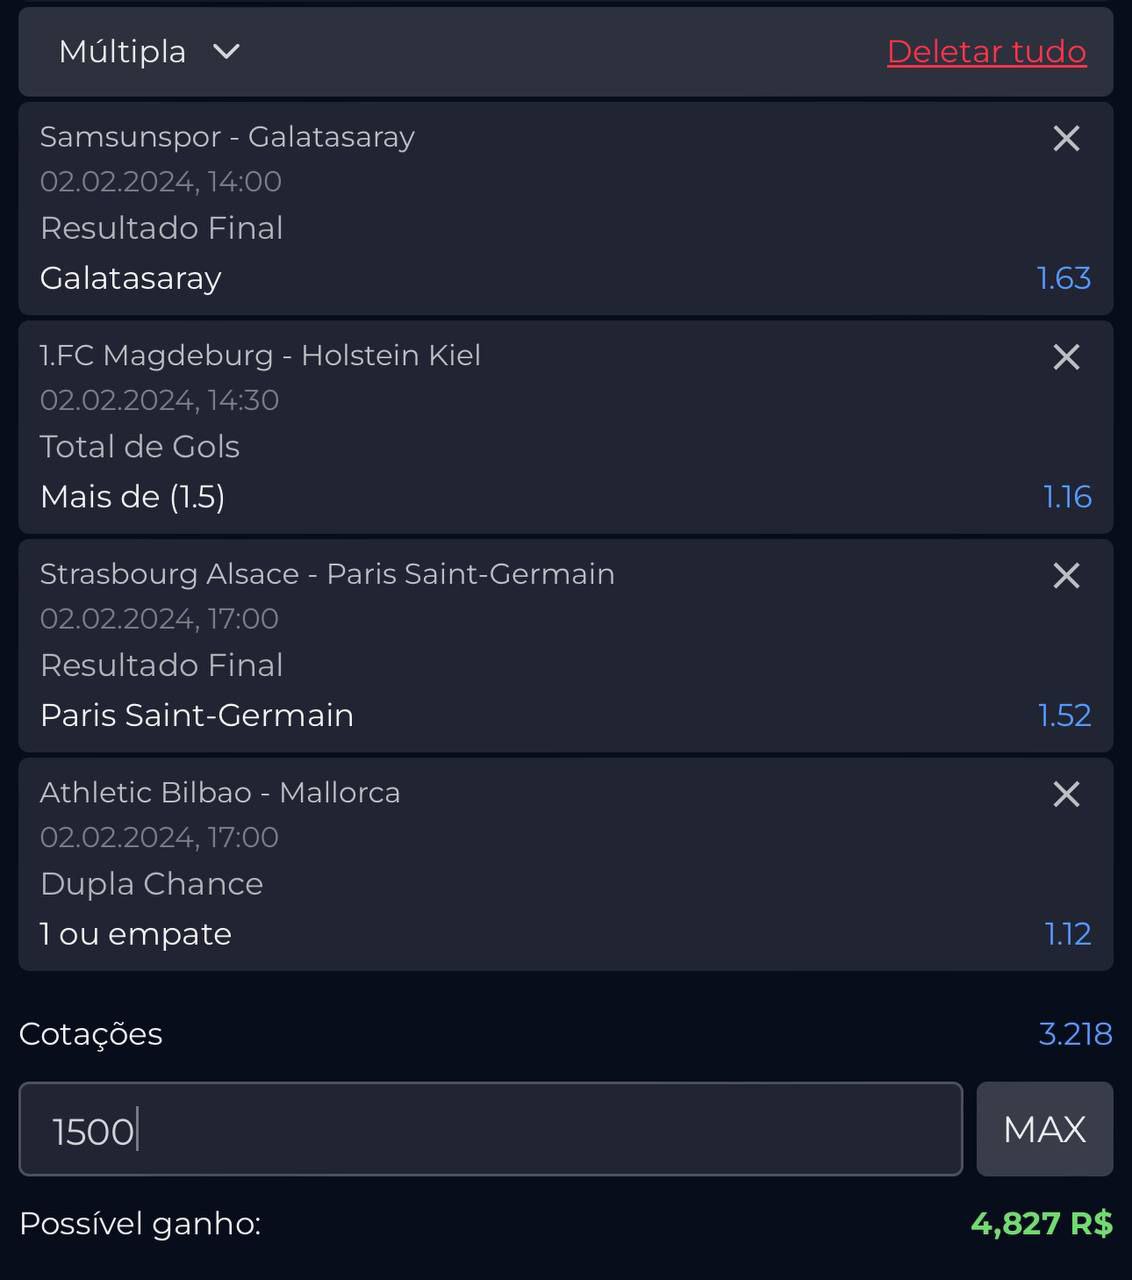 Múltipla
Deletar tudo
Samsunspor - Galatasaray
02.02.2024, 14:00
Resultado Final
Galatasaray 1.63
1.FC Magdeburg - Holstein Kiel
02.02.2024, 14:30
Total de Gols
Mais de (1.5) 1.16
Strasbourg Alsace - Paris Saint-Germain
02.02.2024, 17:00
Resultado Final
Paris Saint-Germain 1.52
Athletic Bilbao - Mallorca
02.02.2024, 17:00
Dupla Chance
1 ou empate 1.12
Cotações 3.218
1500 MAX
Possível ganho: 4,827 R$